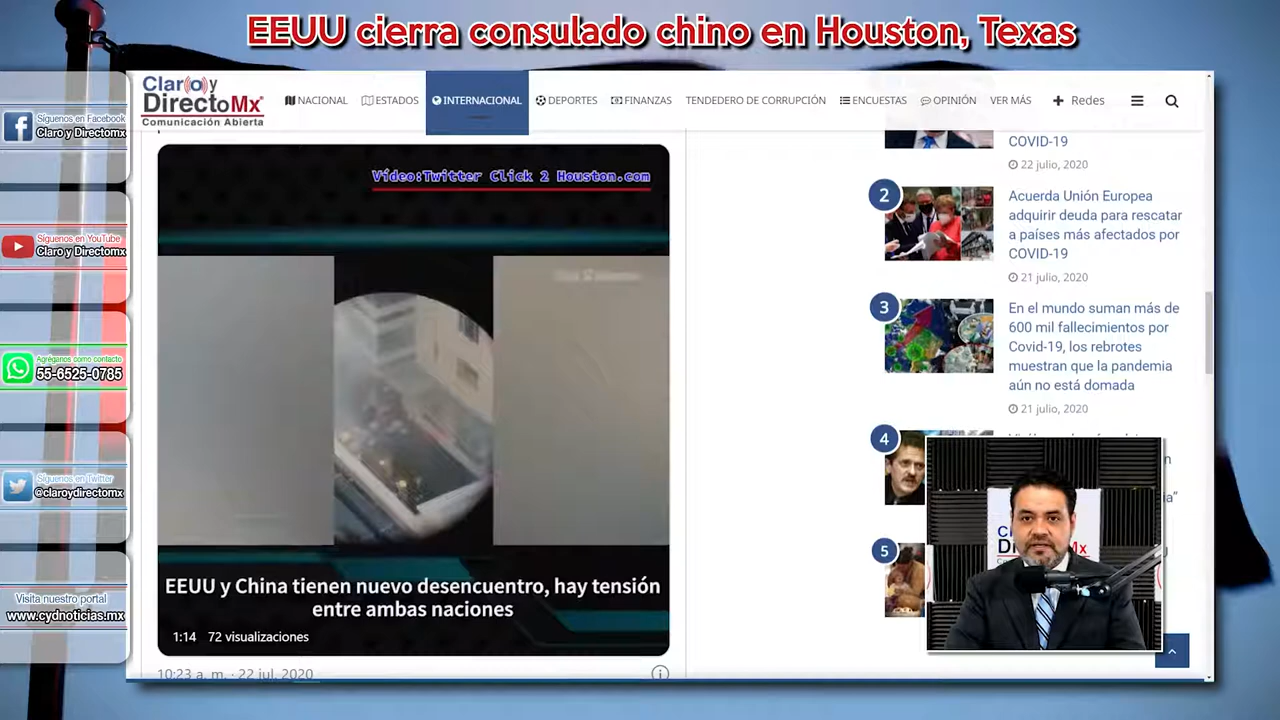 EEUU cierra consulado chino en Houston, Texas
Síguenos en Facebook
Claro y Directomx
Síguenos en YouTube
Claro y Directomx
Agréganos como contacto
55-6525-0785
Síguenos en Twitter
@claroydirectomx
Visita nuestro portal
www.cydnoticias.mx
Claro y
DirectoMx
Comunicación Abierta
NACIONAL
ESTADOS
INTERNACIONAL
DEPORTES
FINANZAS
TENDEDERO DE CORRUPCIÓN
ENCUESTAS
OPINIÓN
VER MÁS
Redes
Vídeo:Twitter Click 2 Houston.com
EEUU y China tienen nuevo desencuentro, hay tensión
entre ambas naciones
1:14 72 visualizaciones
10:23 a. m. · 22 jul. 2020
COVID-19
22 julio, 2020
2
Acuerda Unión Europea
adquirir deuda para rescatar
a países más afectados por
COVID-19
21 julio, 2020
3
En el mundo suman más de
600 mil fallecimientos por
Covid-19, los rebrotes
muestran que la pandemia
aún no está domada
21 julio, 2020
4
5